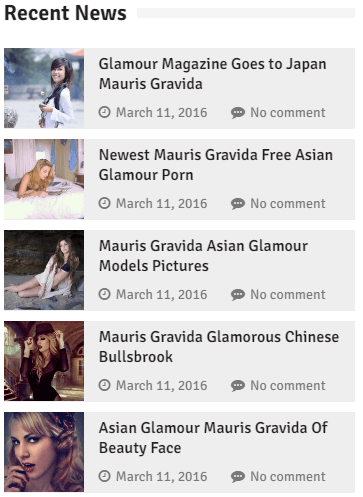 Recent News
Glamour Magazine Goes to Japan
Mauris Gravida
March 11, 2016 No comment
Newest Mauris Gravida Free Asian
Glamour Porn
March 11, 2016 No comment
Mauris Gravida Asian Glamour
Models Pictures
March 11, 2016 No comment
Mauris Gravida Glamorous Chinese
Bullsbrook
March 11, 2016 No comment
Asian Glamour Mauris Gravida Of
Beauty Face
March 11, 2016 No comment